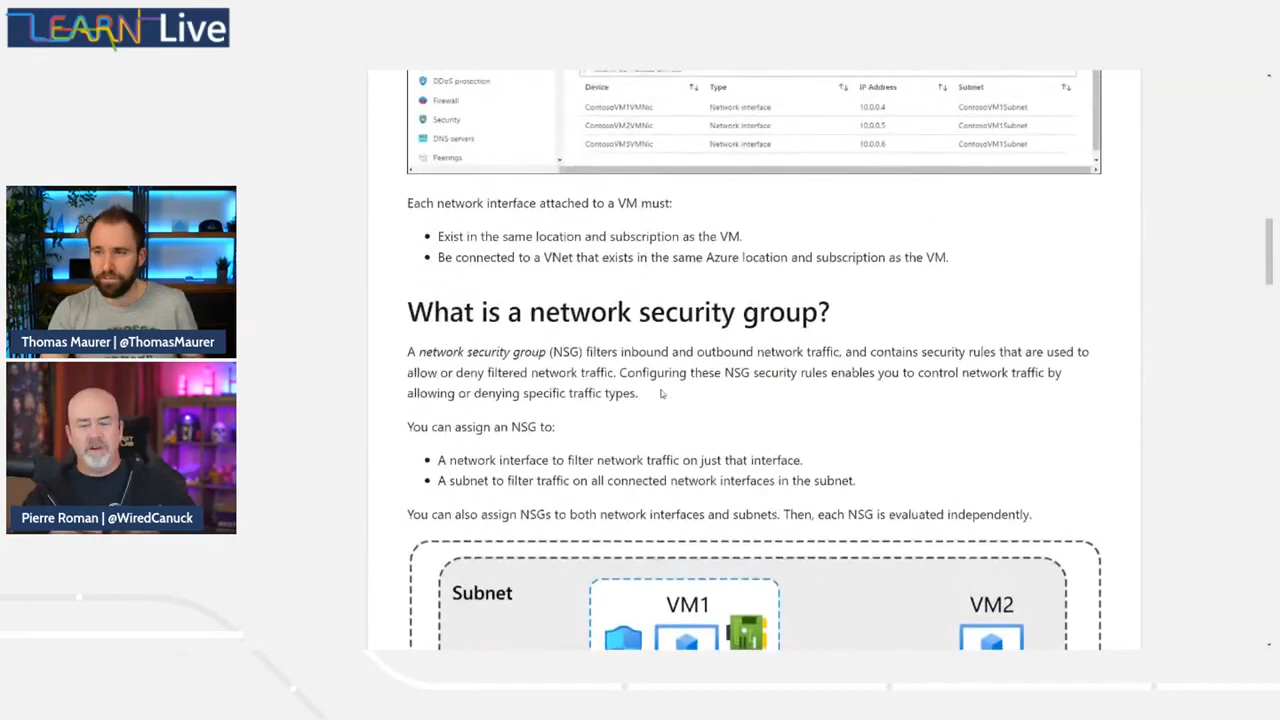 LEARN Live
DDoS protection
Firewall
Security
DNS servers
Peerings
Device Type IP Address Subnet
ContosoVM1VMNic Network interface 10.0.0.4 ContosoVM1Subnet
ContosoVM2VMNic Network interface 10.0.0.5 ContosoVM1Subnet
ContosoVM3VMNic Network interface 10.0.0.6 ContosoVM1Subnet
Each network interface attached to a VM must:
Exist in the same location and subscription as the VM.
Be connected to a VNet that exists in the same Azure location and subscription as the VM.
What is a network security group?
A network security group (NSG) filters inbound and outbound network traffic, and contains security rules that are used to
allow or deny filtered network traffic. Configuring these NSG security rules enables you to control network traffic by
allowing or denying specific traffic types.
You can assign an NSG to:
A network interface to filter network traffic on just that interface.
A subnet to filter traffic on all connected network interfaces in the subnet.
You can also assign NSGs to both network interfaces and subnets. Then, each NSG is evaluated independently.
Subnet
VM1
VM2
Thomas Maurer | @ThomasMaurer
Pierre Roman | @WiredCanuck